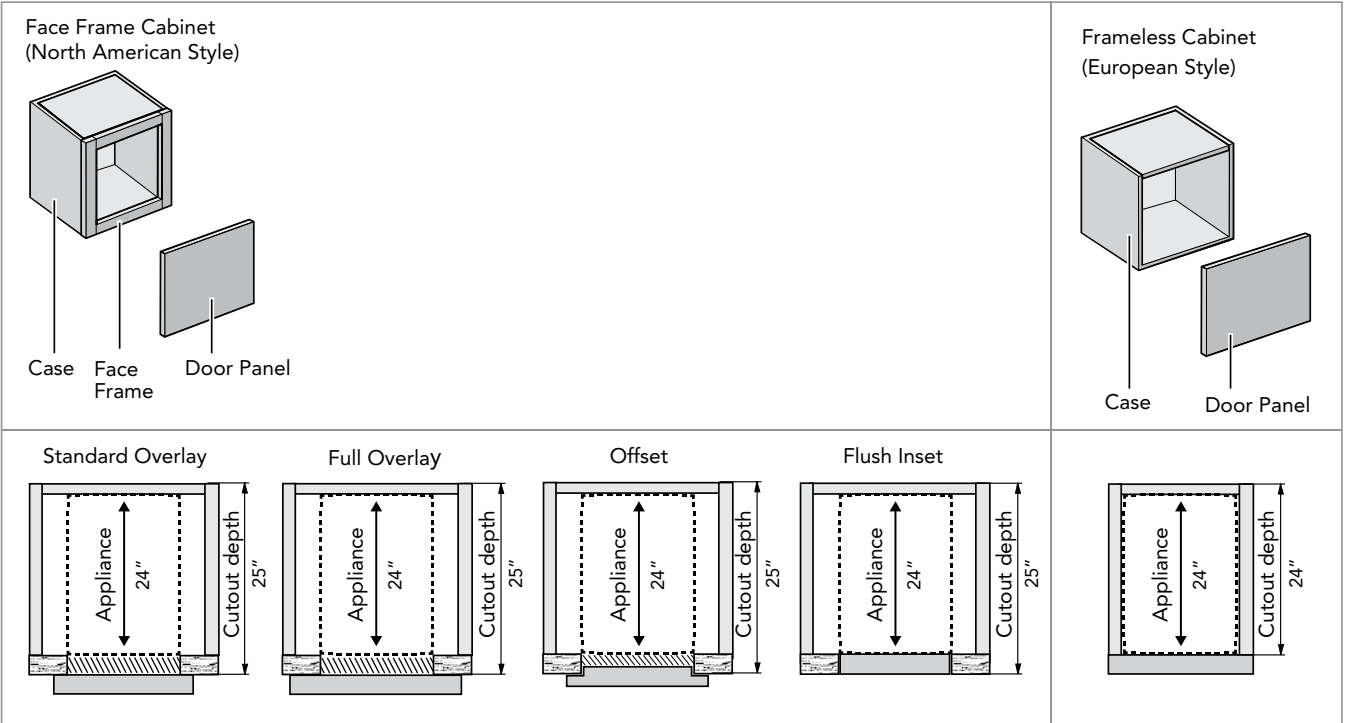 Face Frame Cabinet
(North American Style)
Case
Face
Frame
Door Panel
Frameless Cabinet
(European Style)
Case
Door Panel
Standard Overlay
Appliance
24"
Cutout depth
25"
Full Overlay
Appliance
24"
Cutout depth
25"
Offset
Appliance
24"
Cutout depth
25"
Flush Inset
Appliance
24"
Cutout depth
25"
Appliance
24"
Cutout depth
24"